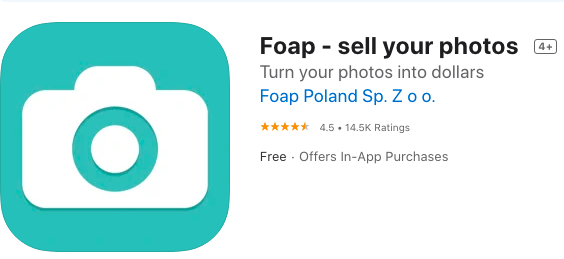 Foap - sell your photos 4+
Turn your photos into dollars
Foap Poland Sp. Z o o.
4.5 • 14.5K Ratings
Free · Offers In-App Purchases